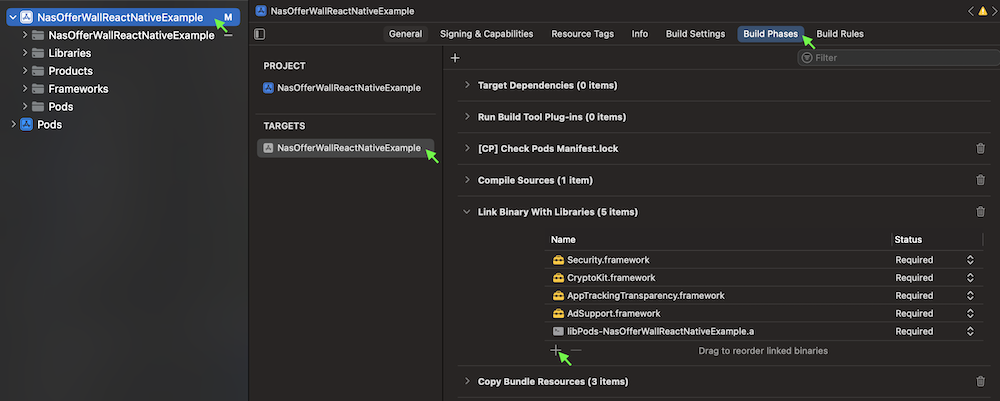 NasOfferWallReactNativeExample M
NasOfferWallReactNativeExample
Libraries
Products
Frameworks
Pods
Pods
NasOfferWallReactNativeExample
General Signing & Capabilities Resource Tags Info Build Settings Build Phases Build Rules
PROJECT
NasOfferWallReactNativeExample
TARGETS
NasOfferWallReactNativeExample
Filter
Target Dependencies (0 items)
Run Build Tool Plug-ins (0 items)
[CP] Check Pods Manifest.lock
Compile Sources (1 item)
Link Binary With Libraries (5 items)
Name Status
Security.framework Required
CryptoKit.framework Required
AppTrackingTransparency.framework Required
AdSupport.framework Required
libPods-NasOfferWallReactNativeExample.a Required
Drag to reorder linked binaries
Copy Bundle Resources (3 items)